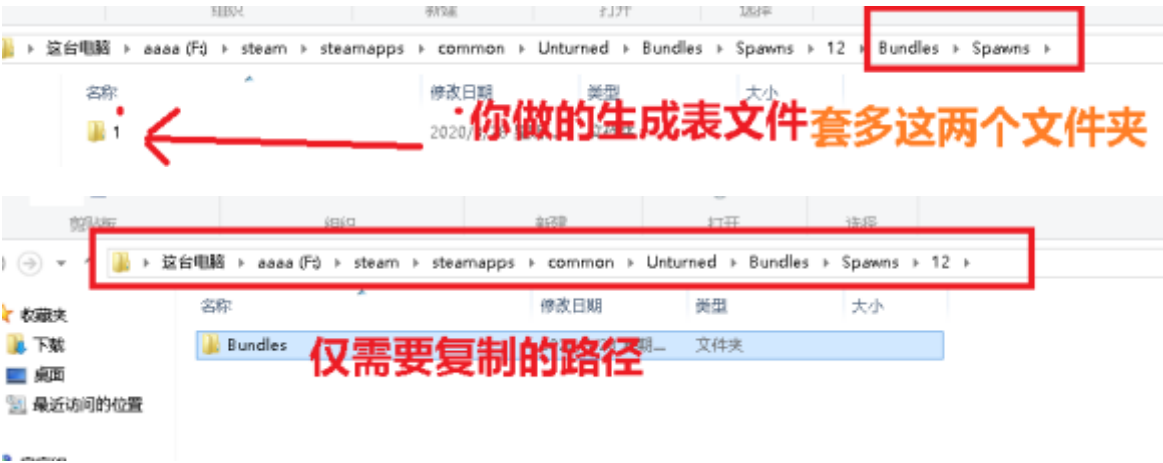 组织 新建 打开 选择
这台电脑 aaaa (F:) steam steamapps common Unturned Bundles Spawns 12 Bundles Spawns
名称 修改日期 类型 大小
1
你做的生成表文件套多这两个文件夹
剪贴板 组织 新建 打开 选择
这台电脑 aaaa (F:) steam steamapps common Unturned Bundles Spawns 12
名称 修改日期 类型 大小
收藏夹
下载
Bundles 仅需要复制的路径 文件夹
桌面
最近访问的位置